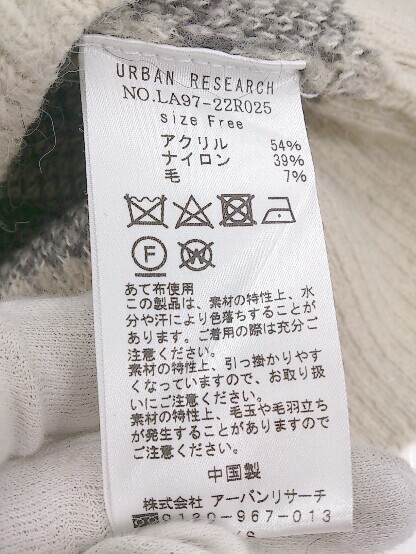 URBAN RESEARCH
NO.LA97-22R025
size Free
アクリル 54%
ナイロン 39%
毛 7%
F W
あて布使用
この製品は、素材の特性上、水
分や汗により色落ちすることが
あります。ご着用の際は充分ご
注意ください。
素材の特性上、引っ掛かりやす
くなっていますので、お取り扱
いにご注意ください。
素材の特性上、毛玉や毛羽立ち
が発生することがありますので
ご注意ください。
中国製
株式会社 アーバンリサーチ
0120-967-013